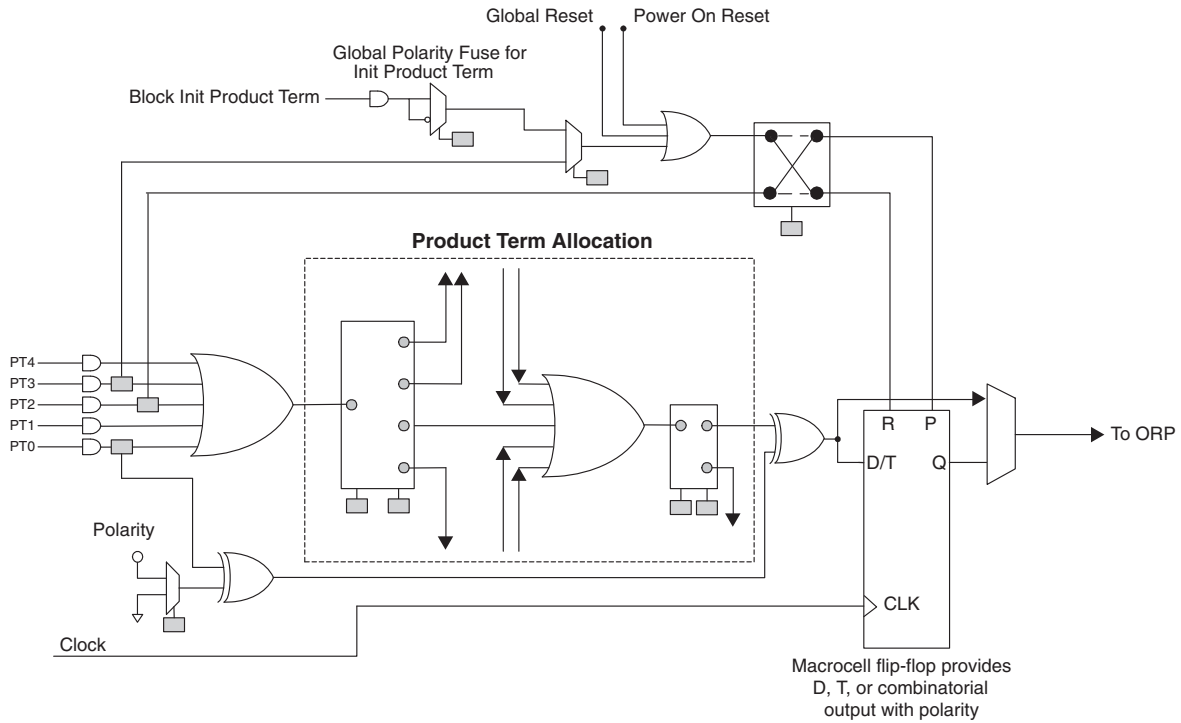 Global Reset
Power On Reset
Global Polarity Fuse for
Init Product Term
Block Init Product Term
Product Term Allocation
PT4
PT3
PT2
PT1
PT0
R
P
D/T
Q
To ORP
Polarity
CLK
Clock
Macrocell flip-flop provides
D, T, or combinatorial
output with polarity